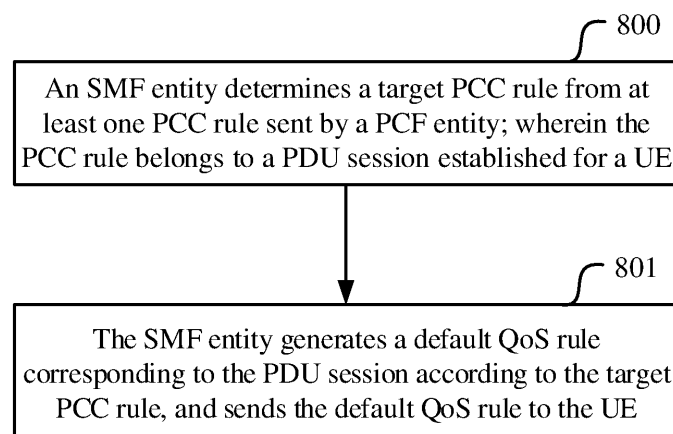 800
An SMF entity determines a target PCC rule from at
least one PCC rule sent by a PCF entity; wherein the
PCC rule belongs to a PDU session established for a UE
801
The SMF entity generates a default QoS rule
corresponding to the PDU session according to the target
PCC rule, and sends the default QoS rule to the UE